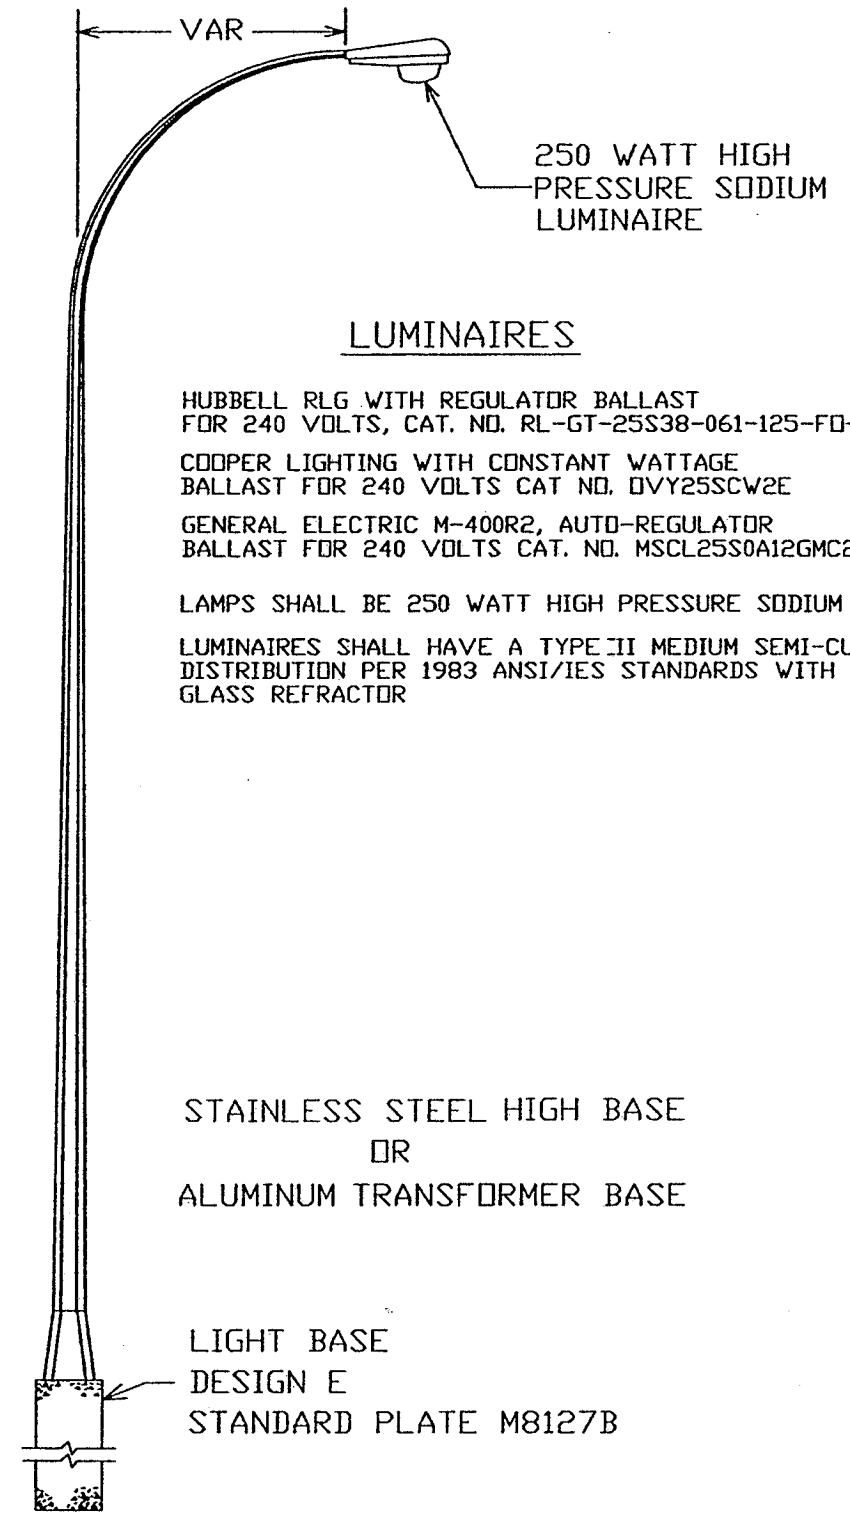 VAR
250 WATT HIGH
PRESSURE SODIUM
LUMINAIRE
LUMINAIRES
HUBBELL RLG WITH REGULATOR BALLAST
FOR 240 VOLTS, CAT. NO. RL-GT-25S38-061-125-FO-
COOPER LIGHTING WITH CONSTANT WATTAGE
BALLAST FOR 240 VOLTS CAT NO. OVY25SCW2E
GENERAL ELECTRIC M-400R2, AUTO-REGULATOR
BALLAST FOR 240 VOLTS CAT. NO. MSCL25S0A12GMC2
LAMPS SHALL BE 250 WATT HIGH PRESSURE SODIUM
LUMINAIRES SHALL HAVE A TYPE III MEDIUM SEMI-CU
DISTRIBUTION PER 1983 ANSI/IES STANDARDS WITH
GLASS REFRACTOR
STAINLESS STEEL HIGH BASE
OR
ALUMINUM TRANSFORMER BASE
LIGHT BASE
DESIGN E
STANDARD PLATE M8127B